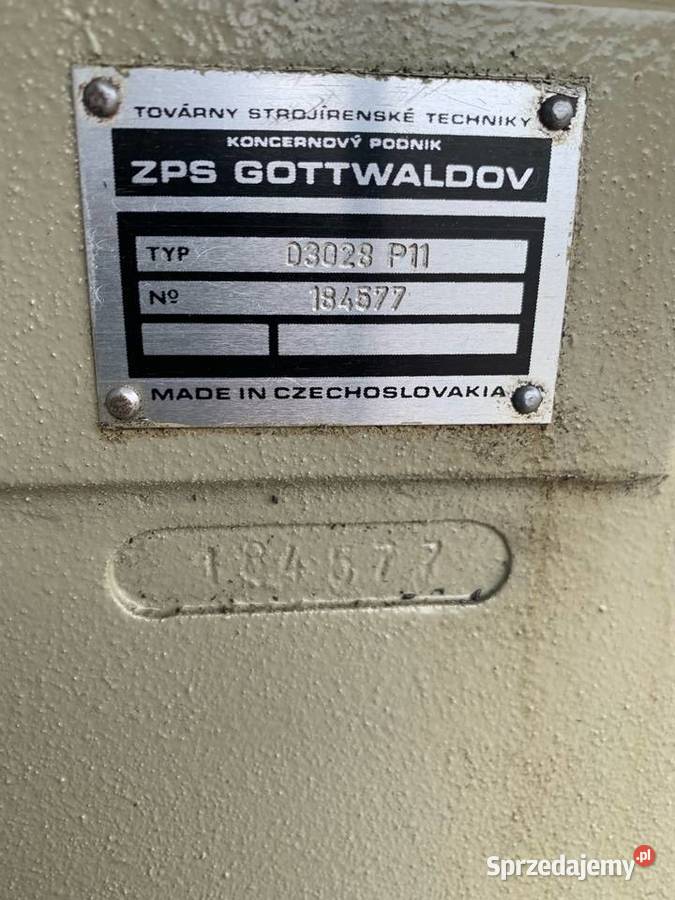 TOVÁRNY STROJÍRENSKÉ TECHNIKY
KONCERNOVÝ PODNIK
ZPS GOTTWALDOV
TYP 03028 P11
Nº 184577
MADE IN CZECHOSLOVAKIA
184577
Sprzedajemy.pl